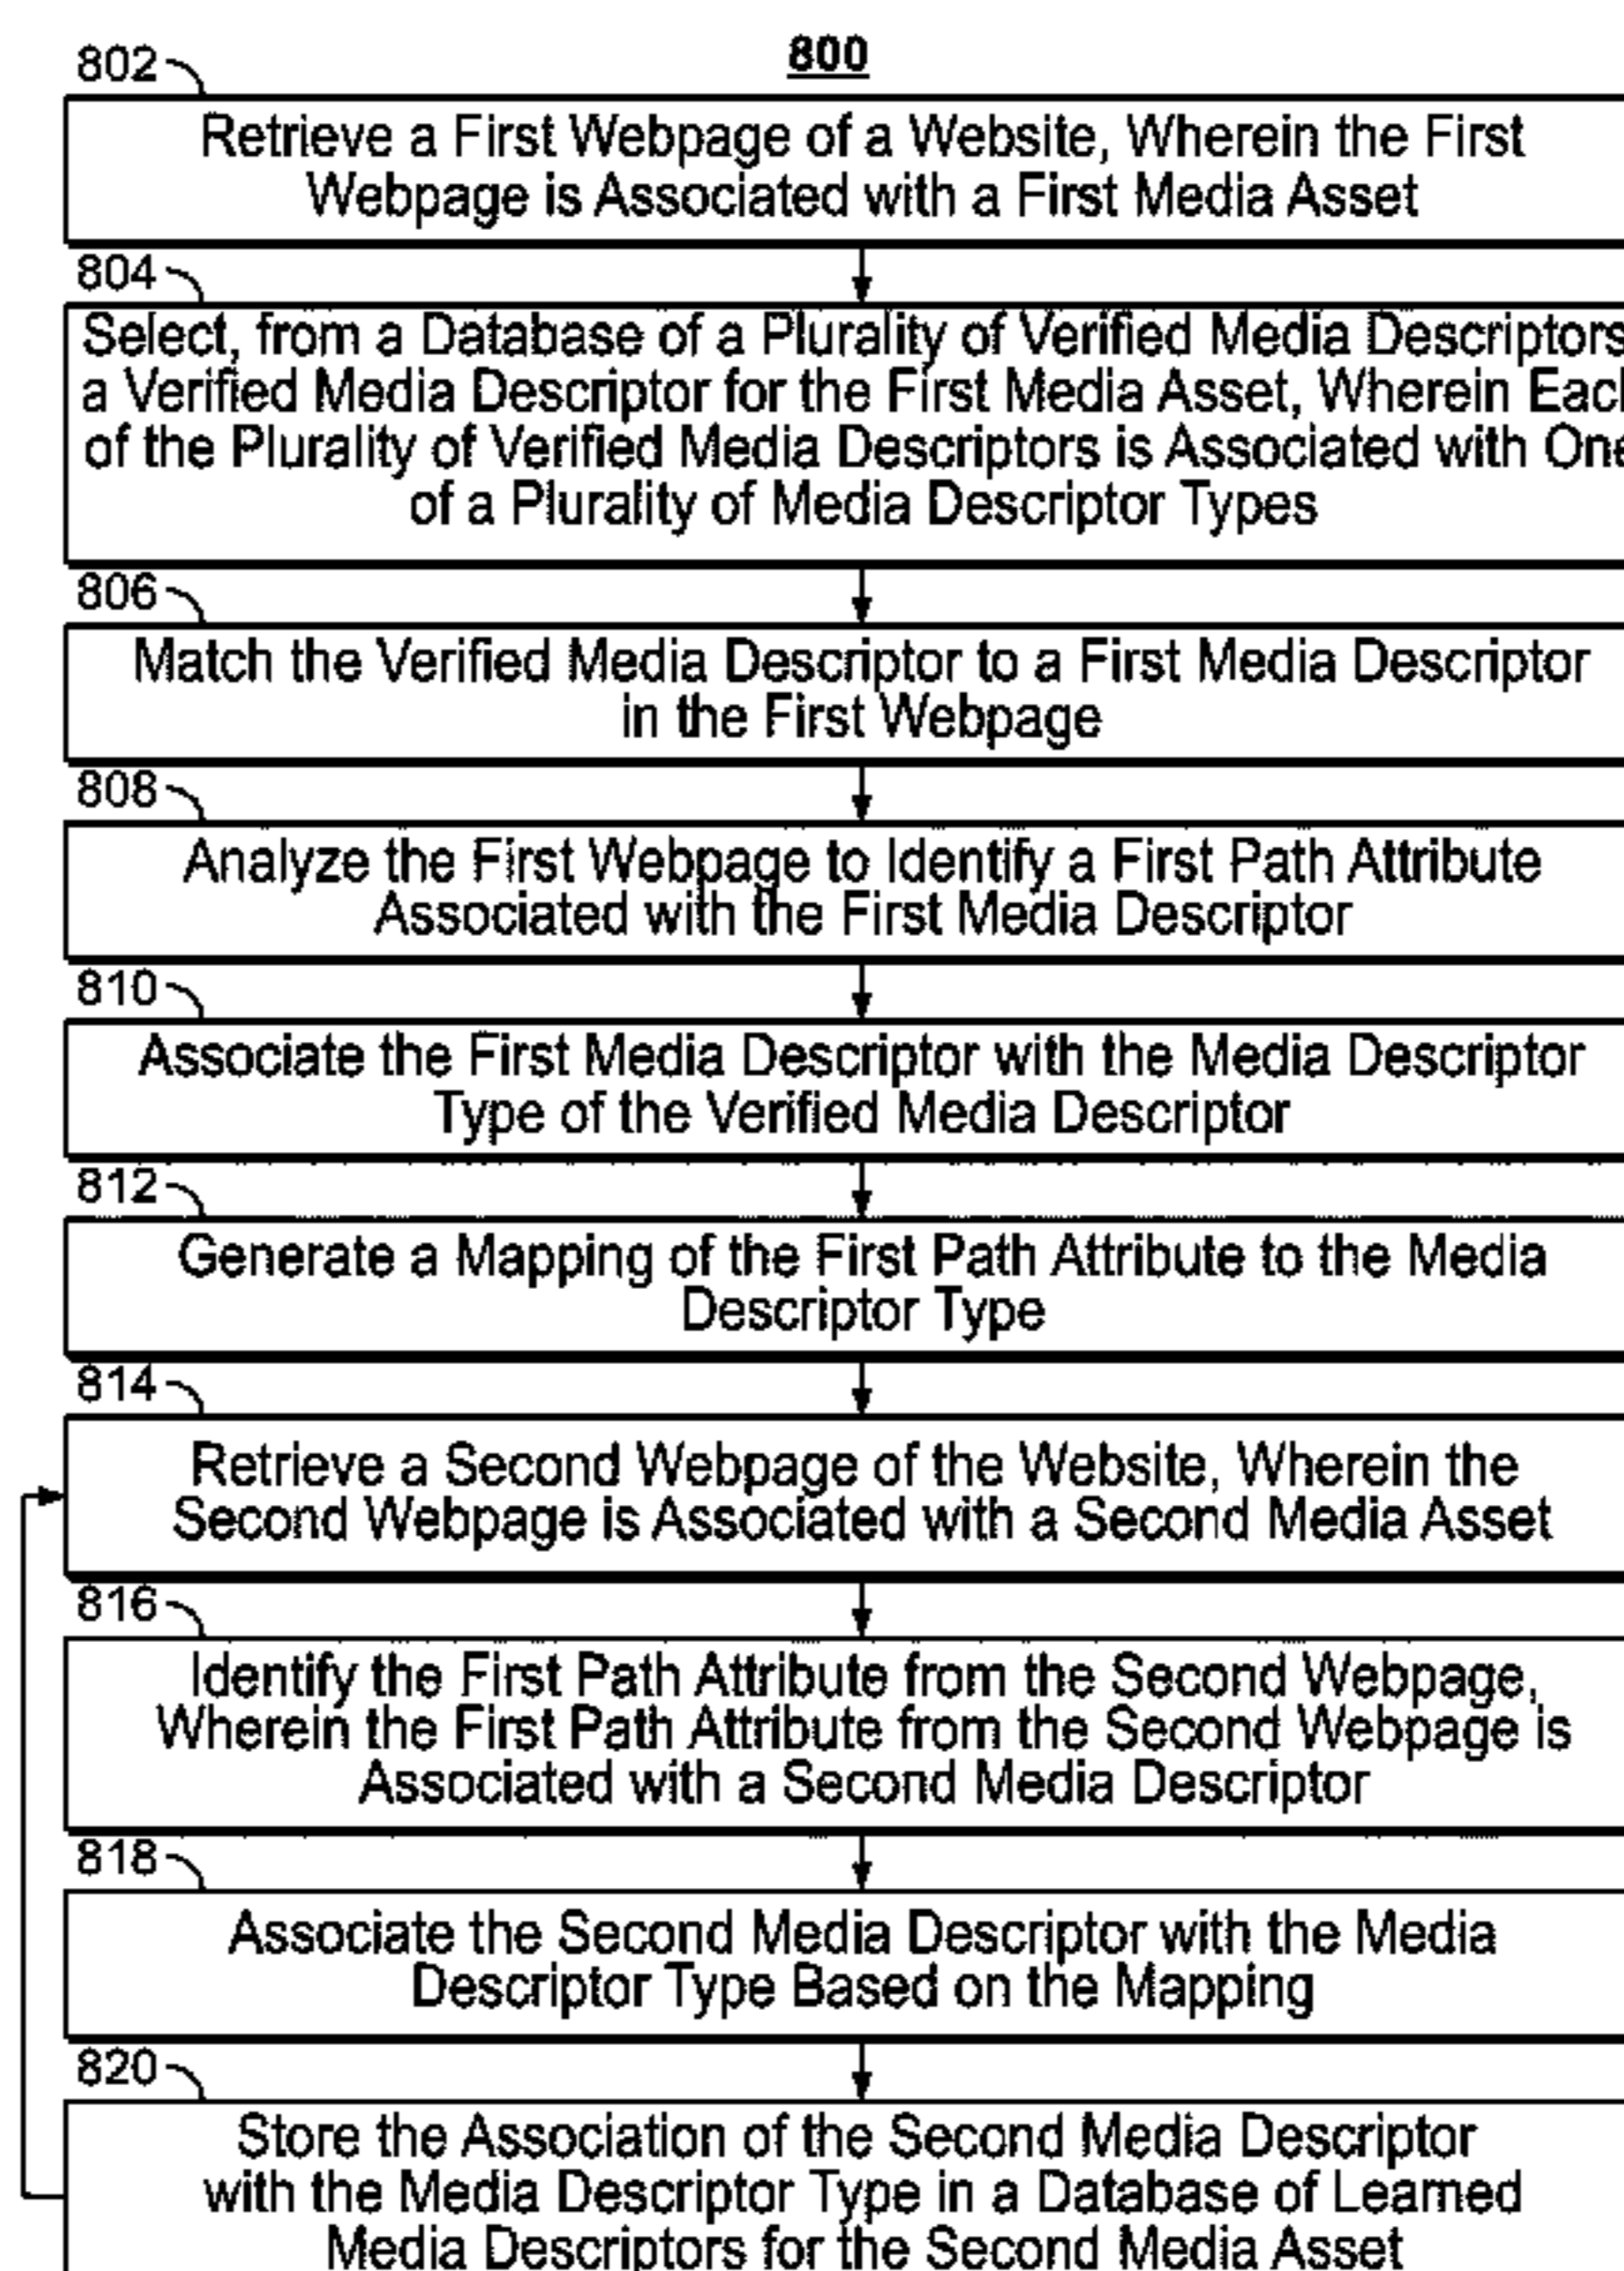 800
802
Retrieve a First Webpage of a Website, Wherein the First
Webpage is Associated with a First Media Asset
804
Select, from a Database of a Plurality of Verified Media Descriptors
a Verified Media Descriptor for the First Media Asset, Wherein Each
of the Plurality of Verified Media Descriptors is Associated with One
of a Plurality of Media Descriptor Types
806
Match the Verified Media Descriptor to a First Media Descriptor
in the First Webpage
808
Analyze the First Webpage to Identify a First Path Attribute
Associated with the First Media Descriptor
810
Associate the First Media Descriptor with the Media Descriptor
Type of the Verified Media Descriptor
812
Generate a Mapping of the First Path Attribute to the Media
Descriptor Type
814
Retrieve a Second Webpage of the Website, Wherein the
Second Webpage is Associated with a Second Media Asset
816
Identify the First Path Attribute from the Second Webpage,
Wherein the First Path Attribute from the Second Webpage is
Associated with a Second Media Descriptor
818
Associate the Second Media Descriptor with the Media
Descriptor Type Based on the Mapping
820
Store the Association of the Second Media Descriptor
with the Media Descriptor Type in a Database of Learned
Media Descriptors for the Second Media Asset